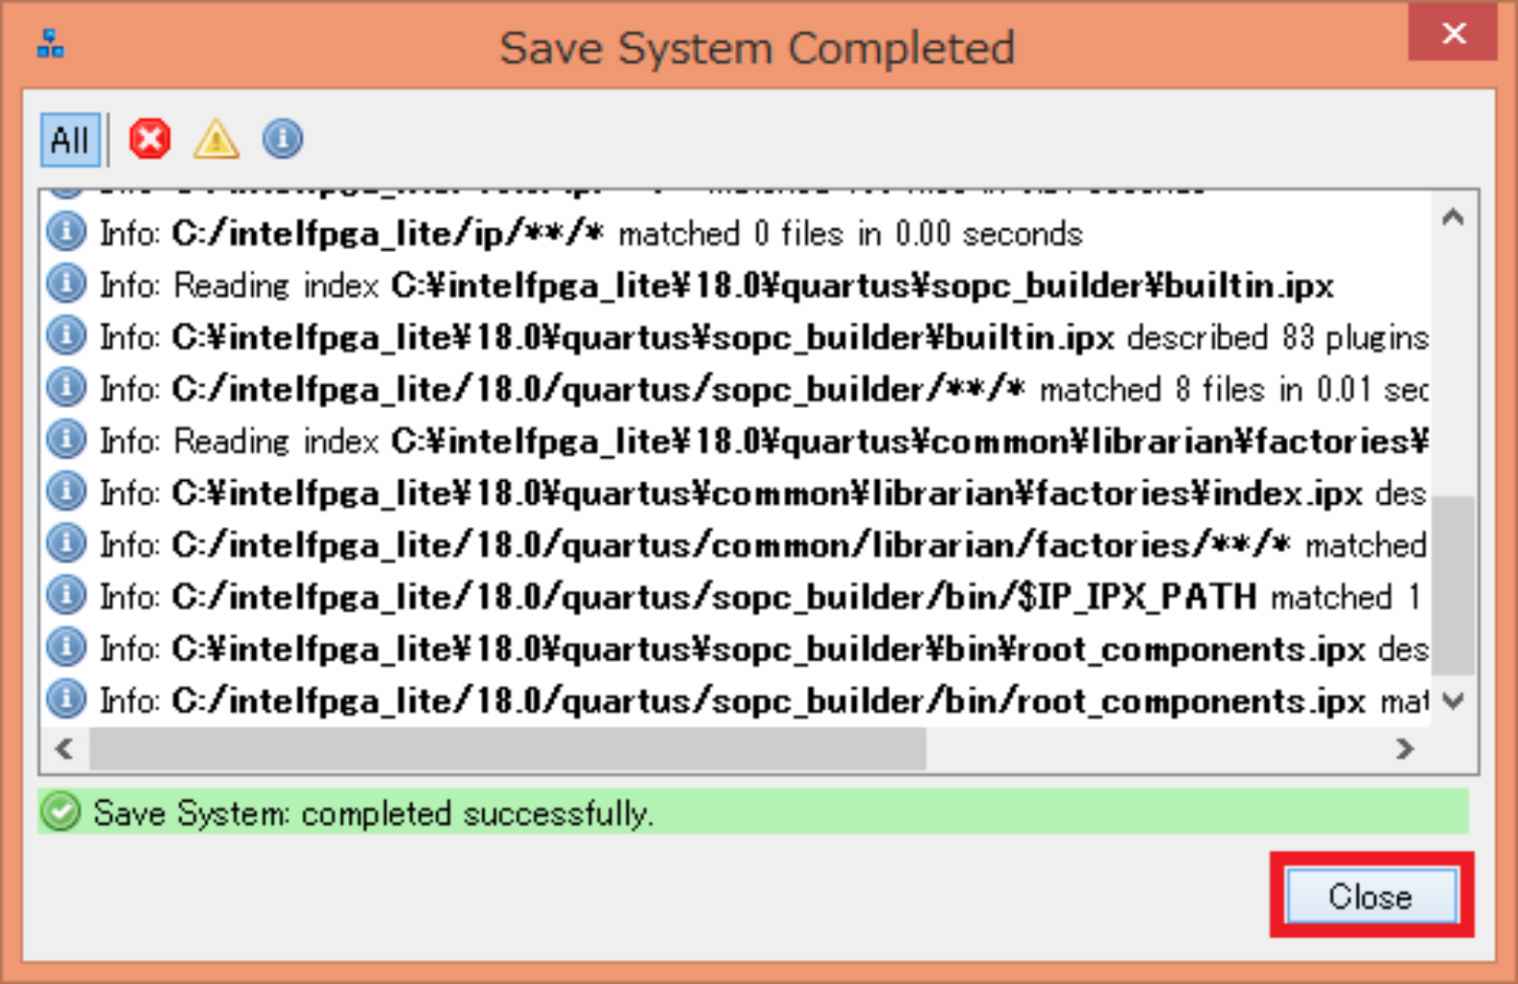 Save System Completed
All
Info: C:/intelfpga_lite/ip/**/* matched 0 files in 0.00 seconds
Info: Reading index C:¥intelfpga_lite¥18.0¥quartus¥sopc_builder¥builtin.ipx
Info: C:¥intelfpga_lite¥18.0¥quartus¥sopc_builder¥builtin.ipx described 83 plugins
Info: C:/intelfpga_lite/18.0/quartus/sopc_builder/**/* matched 8 files in 0.01 sec
Info: Reading index C:¥intelfpga_lite¥18.0¥quartus¥common¥librarian¥factories¥
Info: C:¥intelfpga_lite¥18.0¥quartus¥common¥librarian¥factories¥index.ipx des
Info: C:/intelfpga_lite/18.0/quartus/common/librarian/factories/**/* matched
Info: C:/intelfpga_lite/18.0/quartus/sopc_builder/bin/$IP_IPX_PATH matched 1
Info: C:¥intelfpga_lite¥18.0¥quartus¥sopc_builder¥bin¥root_components.ipx des
Info: C:/intelfpga_lite/18.0/quartus/sopc_builder/bin/root_components.ipx mat
Save System: completed successfully.
Close